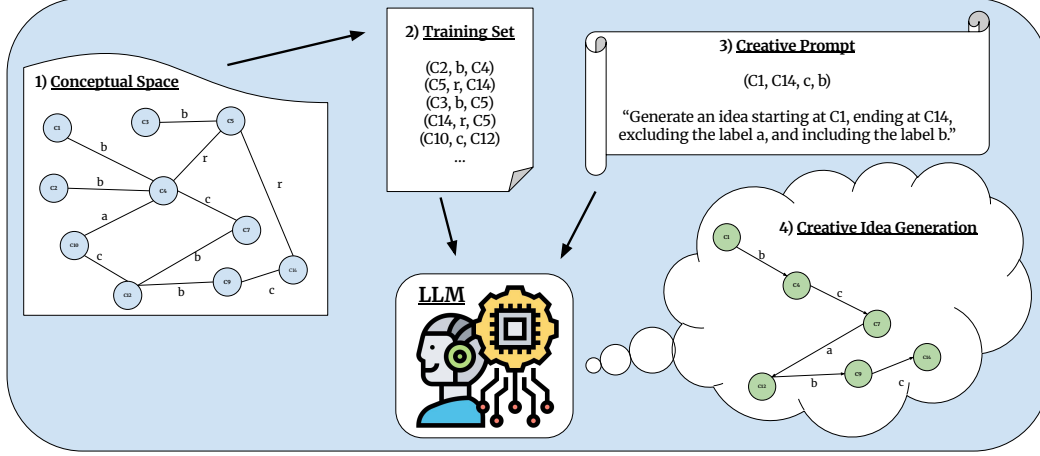 1) Conceptual Space
C1
C3
b
C5
b
r
C2
b
C4
r
a
c
C10
C7
c
b
C12
b
C9
c
C14
2) Training Set
(C2, b, C4)
(C5, r, C14)
(C3, b, C5)
(C14, r, C5)
(C10, c, C12)
...
3) Creative Prompt
(C1, C14, c, b)
“Generate an idea starting at C1, ending at C14,
excluding the label a, and including the label b.”
LLM
4) Creative Idea Generation
C1
b
C4
c
C7
a
C12
b
C9
c
C14